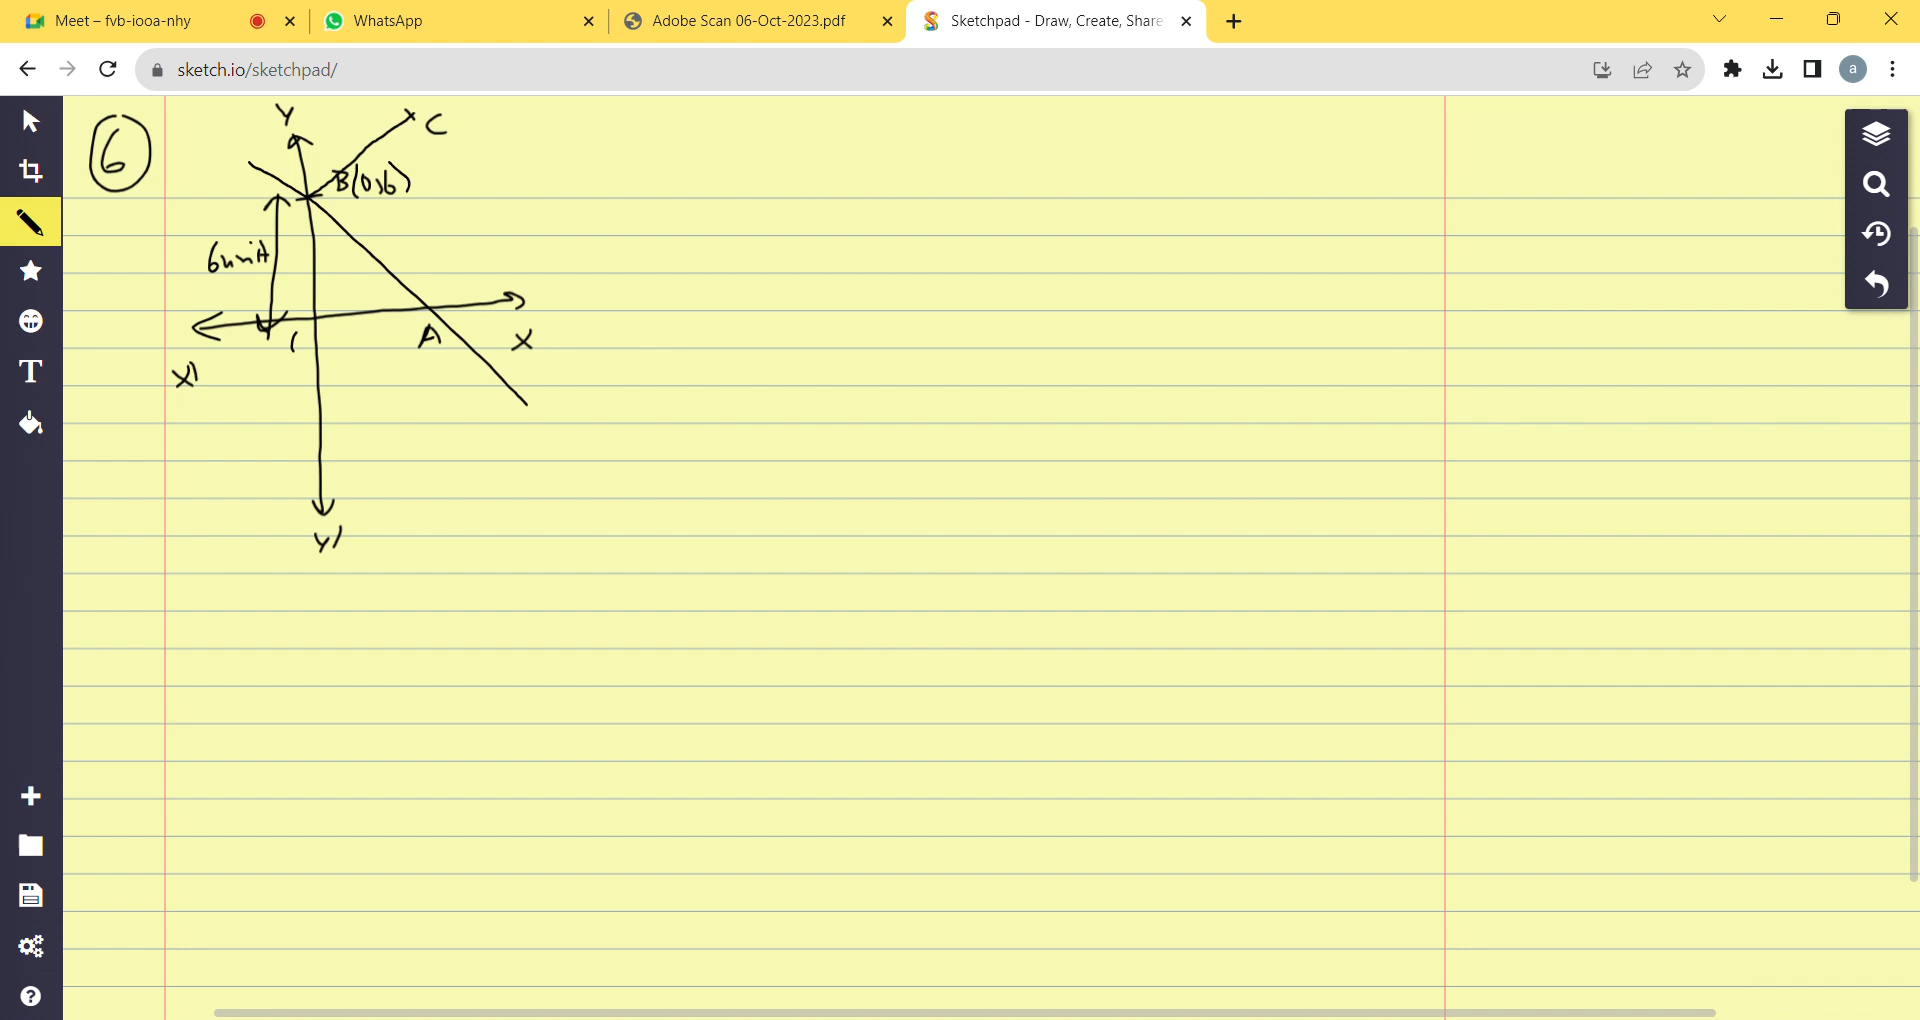 Meet – fvb-iooa-nhy
WhatsApp
Adobe Scan 06-Oct-2023.pdf
Sketchpad - Draw, Create, Share
sketch.io/sketchpad/
a
6
Y
C
B(0,6)
6unit
A
X
X'
Y'
T
?